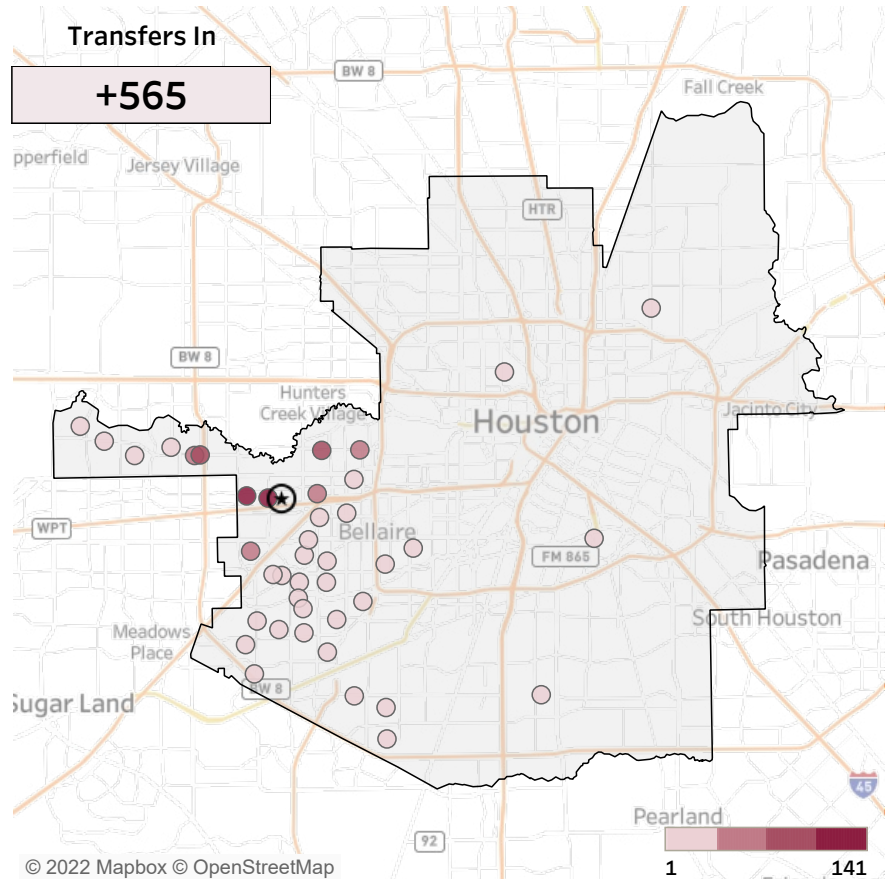 Transfers In
+565
BW 8
Fall Creek
pperfield
Jersey Village
HTR
BW 8
Hunters
Creek Village
Jacinto City
Houston
WPT
Bellaire
FM 865
Pasadena
South Houston
Meadows
Place
BW 8
Sugar Land
45
Pearland
92
1
141
© 2022 Mapbox © OpenStreetMap